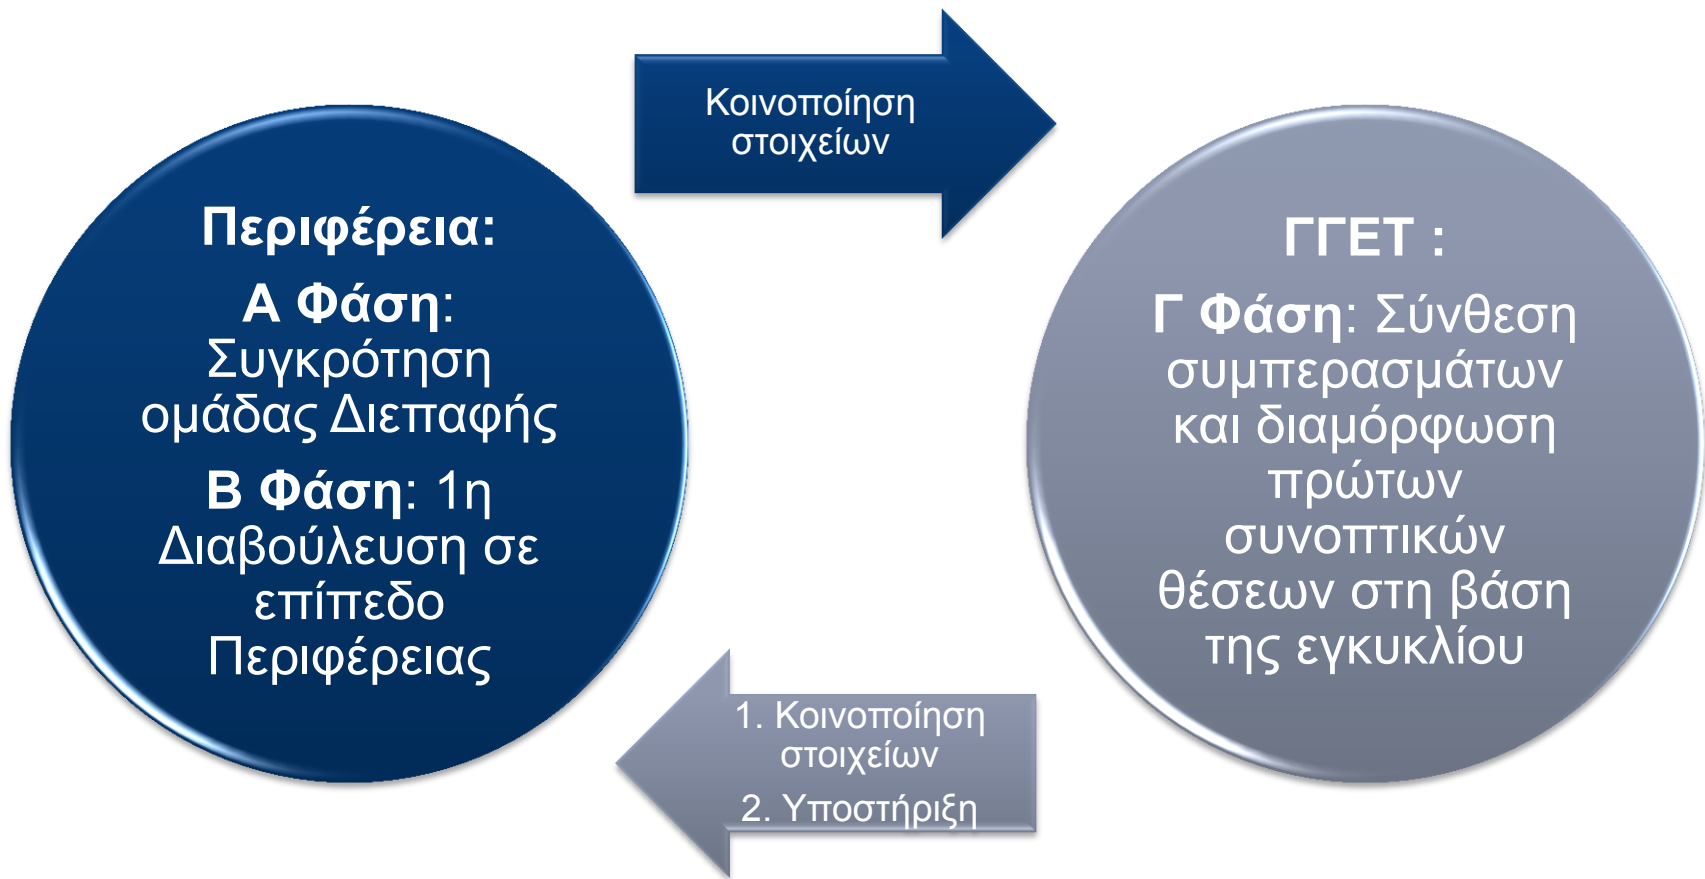 Κοινοποίηση
στοιχείων
Περιφέρεια:
Α Φάση:
Συγκρότηση
ομάδας Διεπαφής
Β Φάση: 1η
Διαβούλευση σε
επίπεδο
Περιφέρειας
ΓΓΕΤ :
Γ Φάση: Σύνθεση
συμπερασμάτων
και διαμόρφωση
πρώτων
συνοπτικών
θέσεων στη βάση
της εγκυκλίου
1. Κοινοποίηση
στοιχείων
2. Υποστήριξη